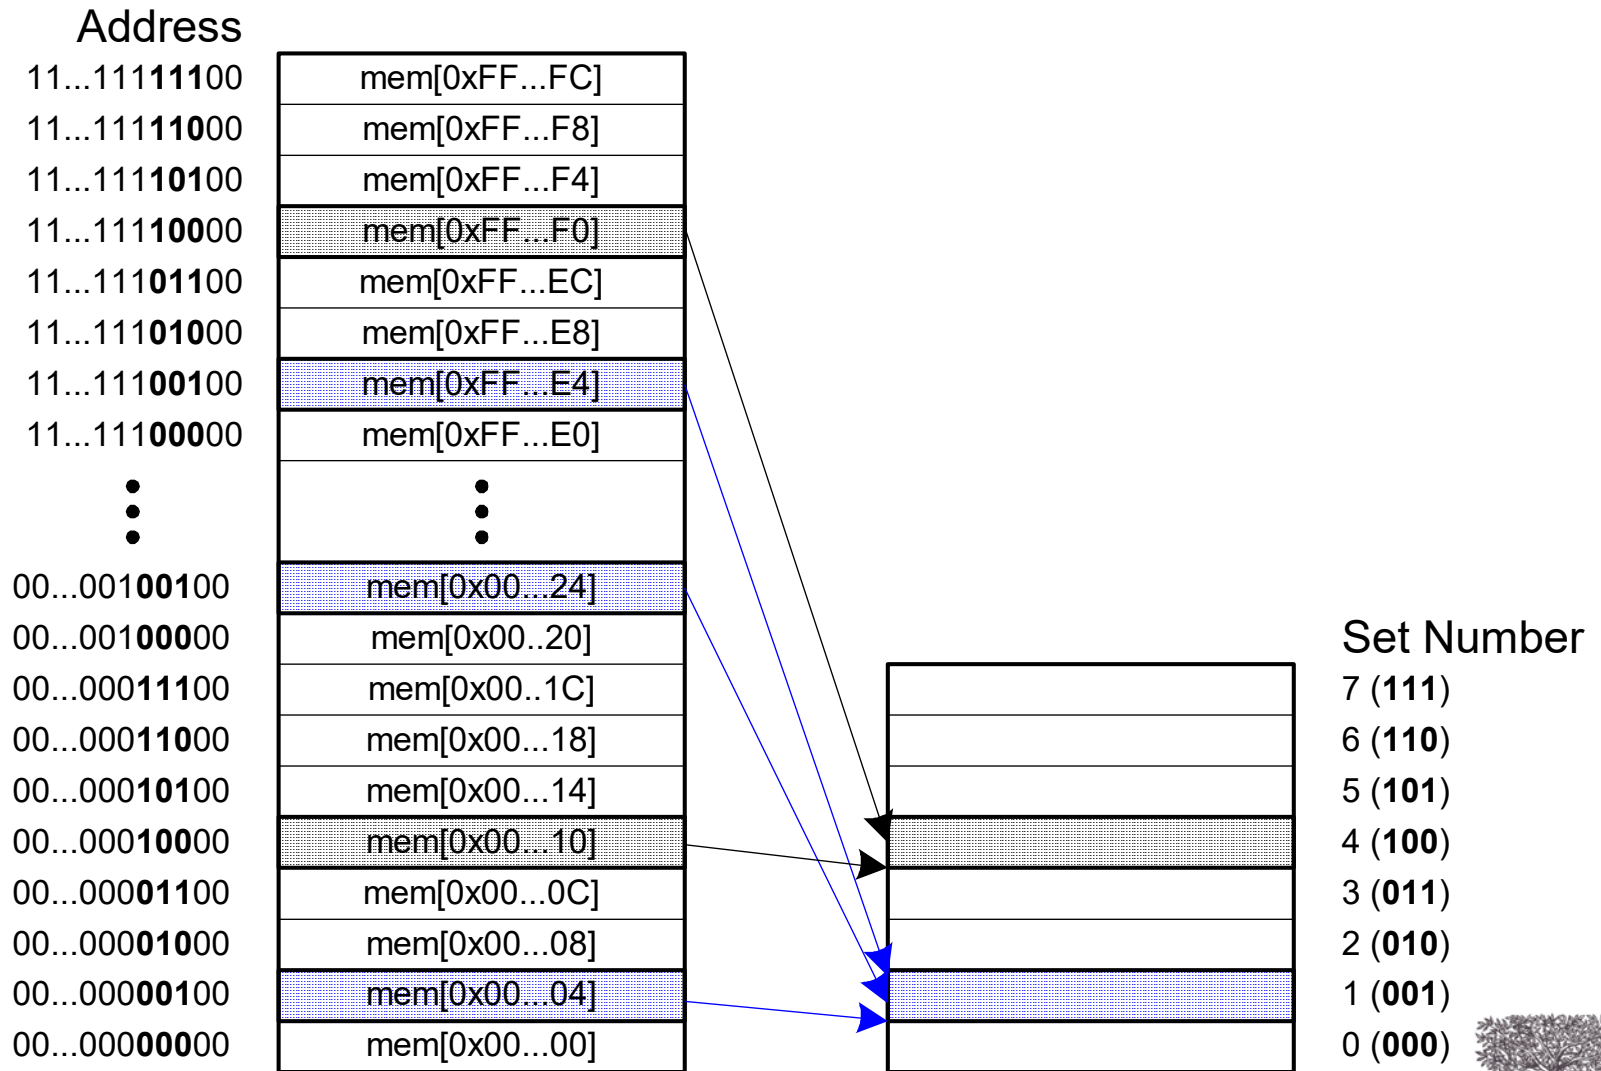 Address
11...11111100 mem[0xFF...FC]
11...11111000 mem[0xFF...F8]
11...11110100 mem[0xFF...F4]
11...11110000 mem[0xFF...F0]
11...11101100 mem[0xFF...EC]
11...11101000 mem[0xFF...E8]
11...11100100 mem[0xFF...E4]
11...11100000 mem[0xFF...E0]
00...00100100 mem[0x00...24]
00...00100000 mem[0x00..20] Set Number
00...00011100 mem[0x00..1C] 7 (111)
00...00011000 mem[0x00...18] 6 (110)
00...00010100 mem[0x00...14] 5 (101)
00...00010000 mem[0x00...10] 4 (100)
00...00001100 mem[0x00...0C] 3 (011)
00...00001000 mem[0x00...08] 2 (010)
00...00000100 mem[0x00...04] 1 (001)
00...00000000 mem[0x00...00] 0 (000)